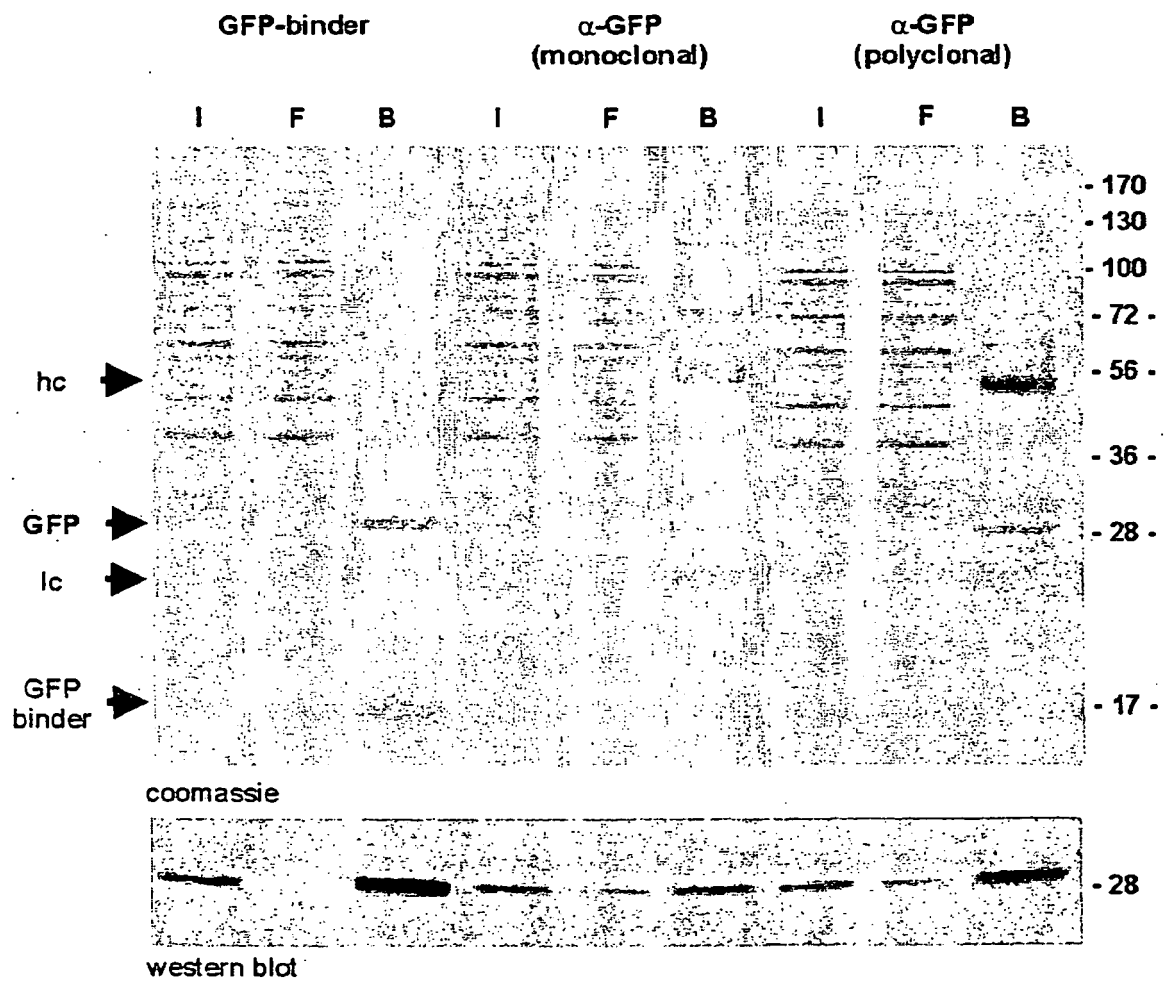 GFP-binder
α-GFP
(monoclonal)
α-GFP
(polyclonal)
I F B I F B I F B
- 170
- 130
- 100
- 72 -
hc
- 56 -
- 36 -
GFP
- 28 -
lc
GFP
binder
- 17 -
coomassie
- 28
western blot